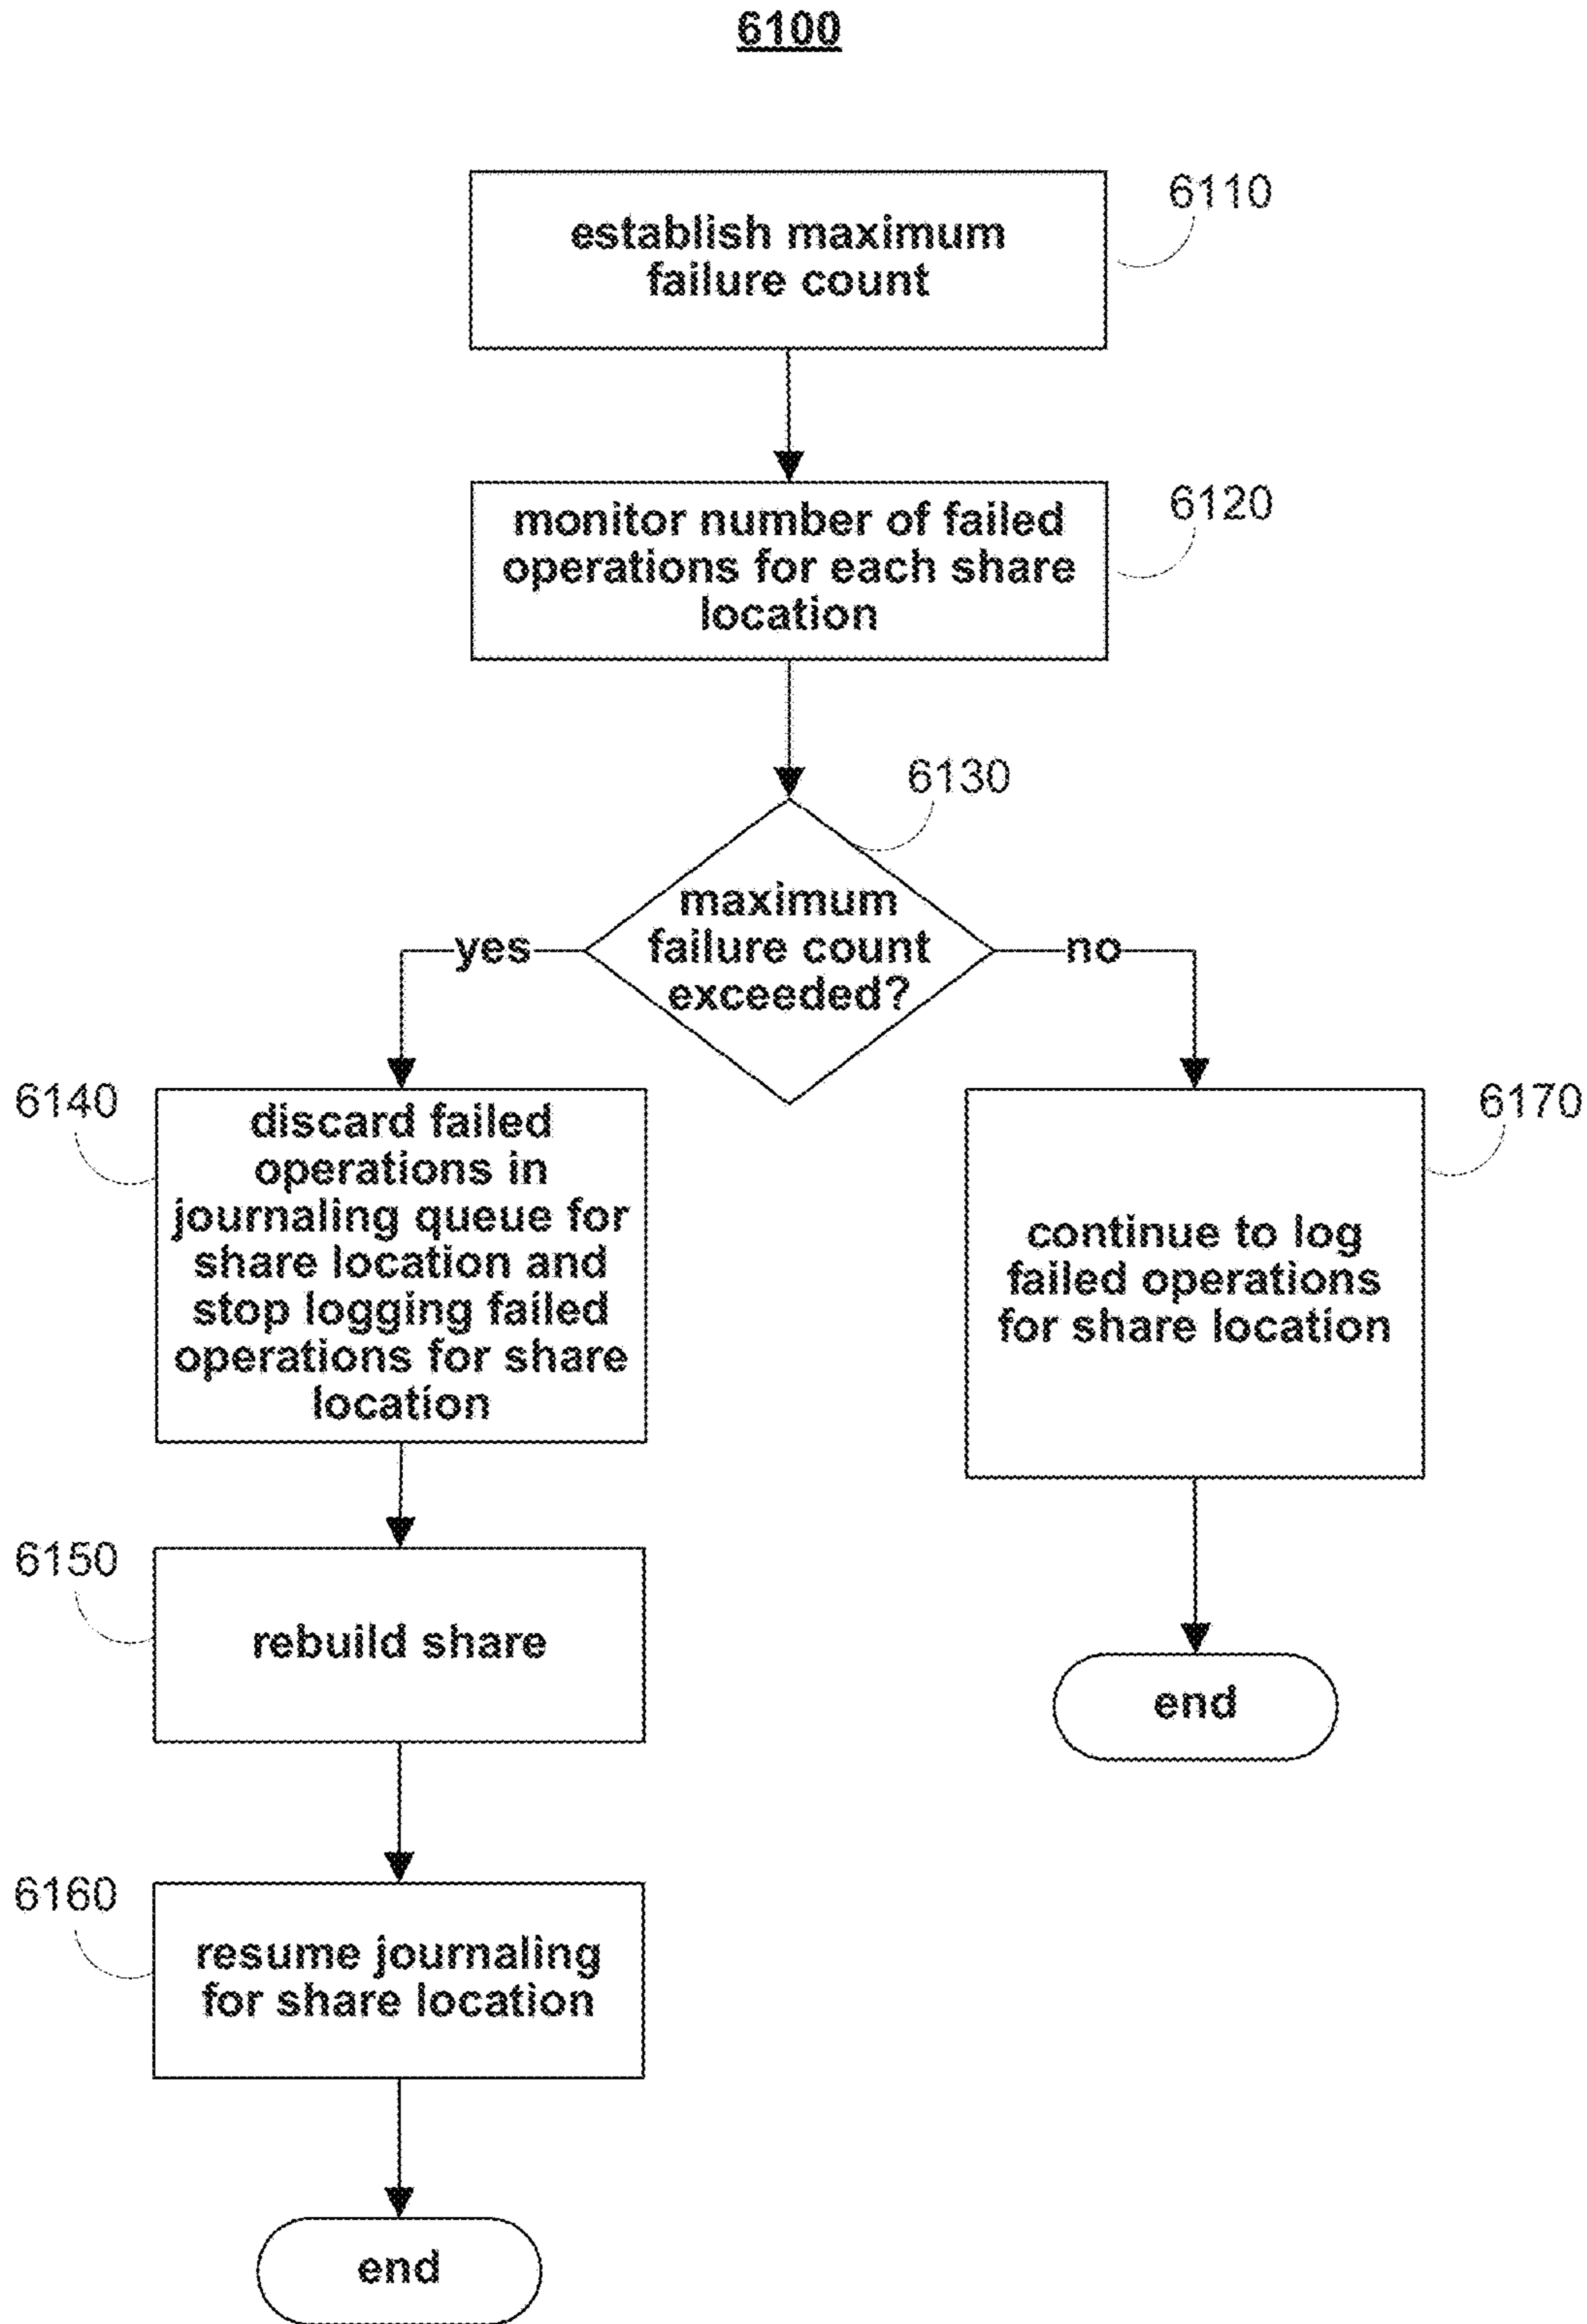 6100
establish maximum
failure count
6110
monitor number of failed
operations for each share
location
6120
6130
maximum
failure count
exceeded?
yes
no
6140
discard failed
operations in
journaling queue for
share location and
stop logging failed
operations for share
location
6170
continue to log
failed operations
for share location
6150
rebuild share
end
6160
resume journaling
for share location
end